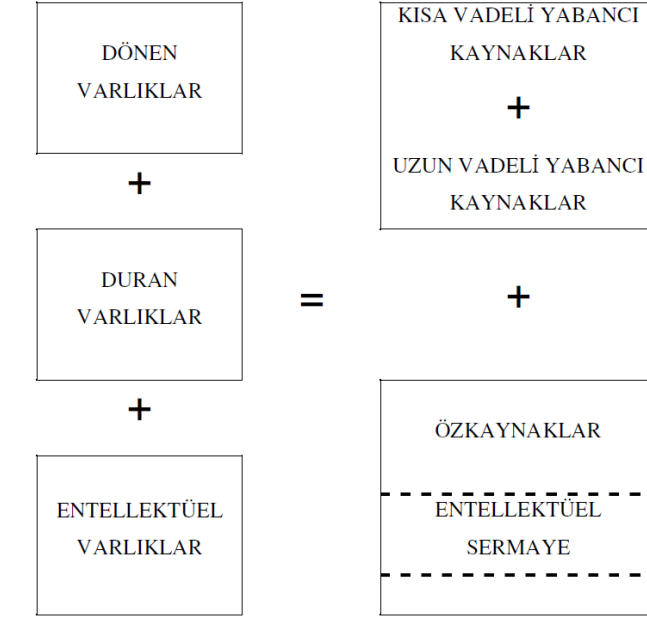 DÖNEN
VARLIKLAR
+
DURAN
VARLIKLAR
+
ENTELLEKTÜEL
VARLIKLAR
=
KISA VADELİ YABANCI
KAYNAKLAR
+
UZUN VADELİ YABANCI
KAYNAKLAR
+
ÖZKAYNAKLAR
ENTELLEKTÜEL
SERMAYE